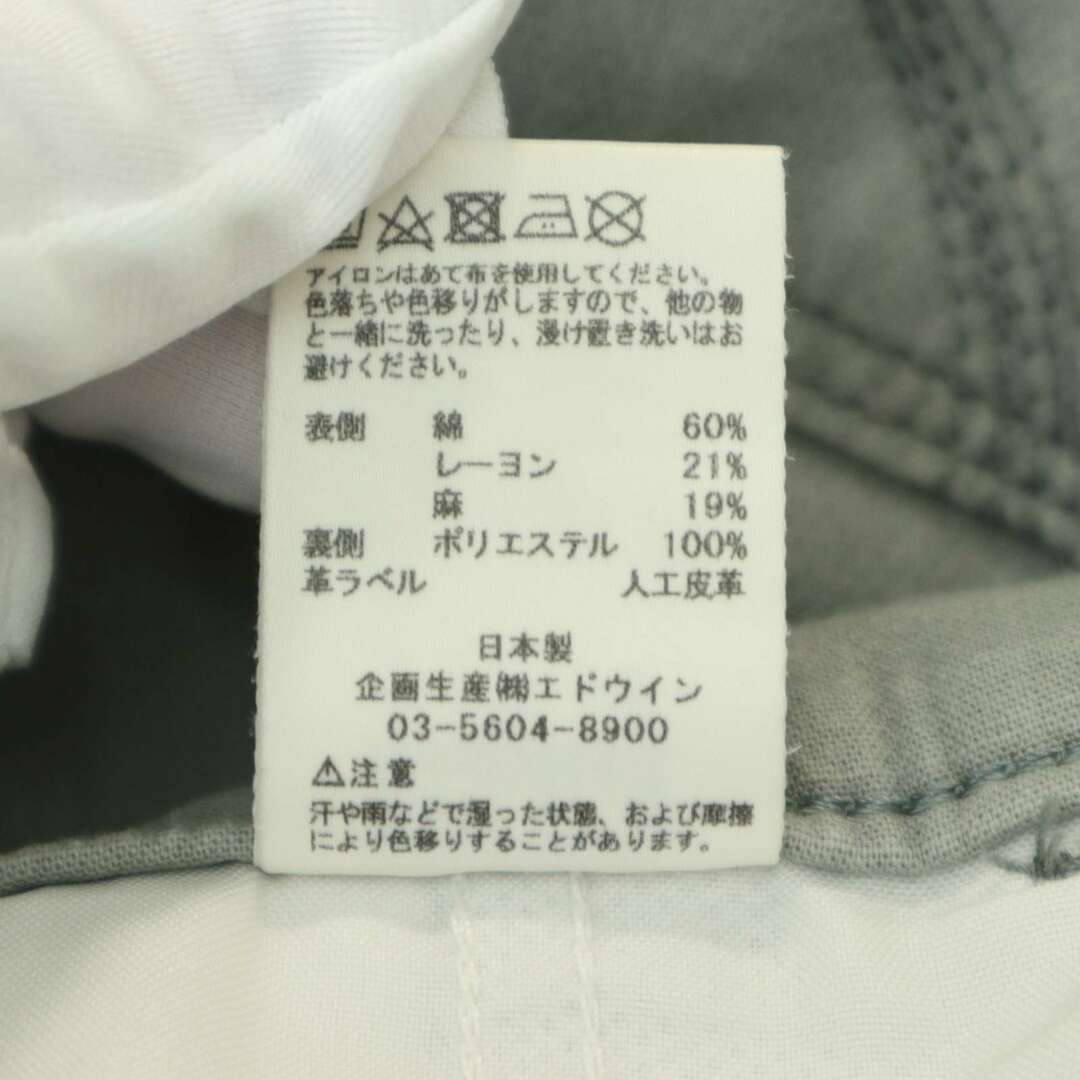 アイロンはあて布を使用してください。
色落ちや色移りがしますので、他の物
と一緒に洗ったり、浸け置き洗いはお
避けください。
表側 綿 60%
レーヨン 21%
麻 19%
裏側 ポリエステル 100%
革ラベル 人工皮革
日本製
企画生産㈱エドウイン
03-5604-8900
⚠注意
汗や雨などで湿った状態、および摩擦
により色移りすることがあります。